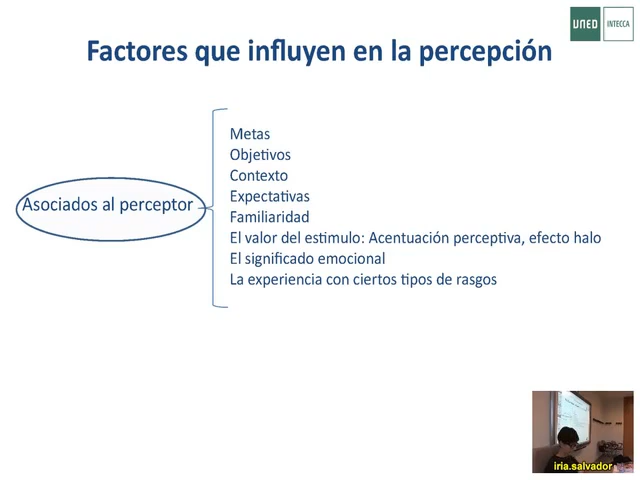 UNED INTECCA
Factores que influyen en la percepción
Asociados al perceptor
Metas
Objetivos
Contexto
Expectativas
Familiaridad
El valor del estimulo: Acentuación perceptiva, efecto halo
El significado emocional
La experiencia con ciertos tipos de rasgos
iria.salvador